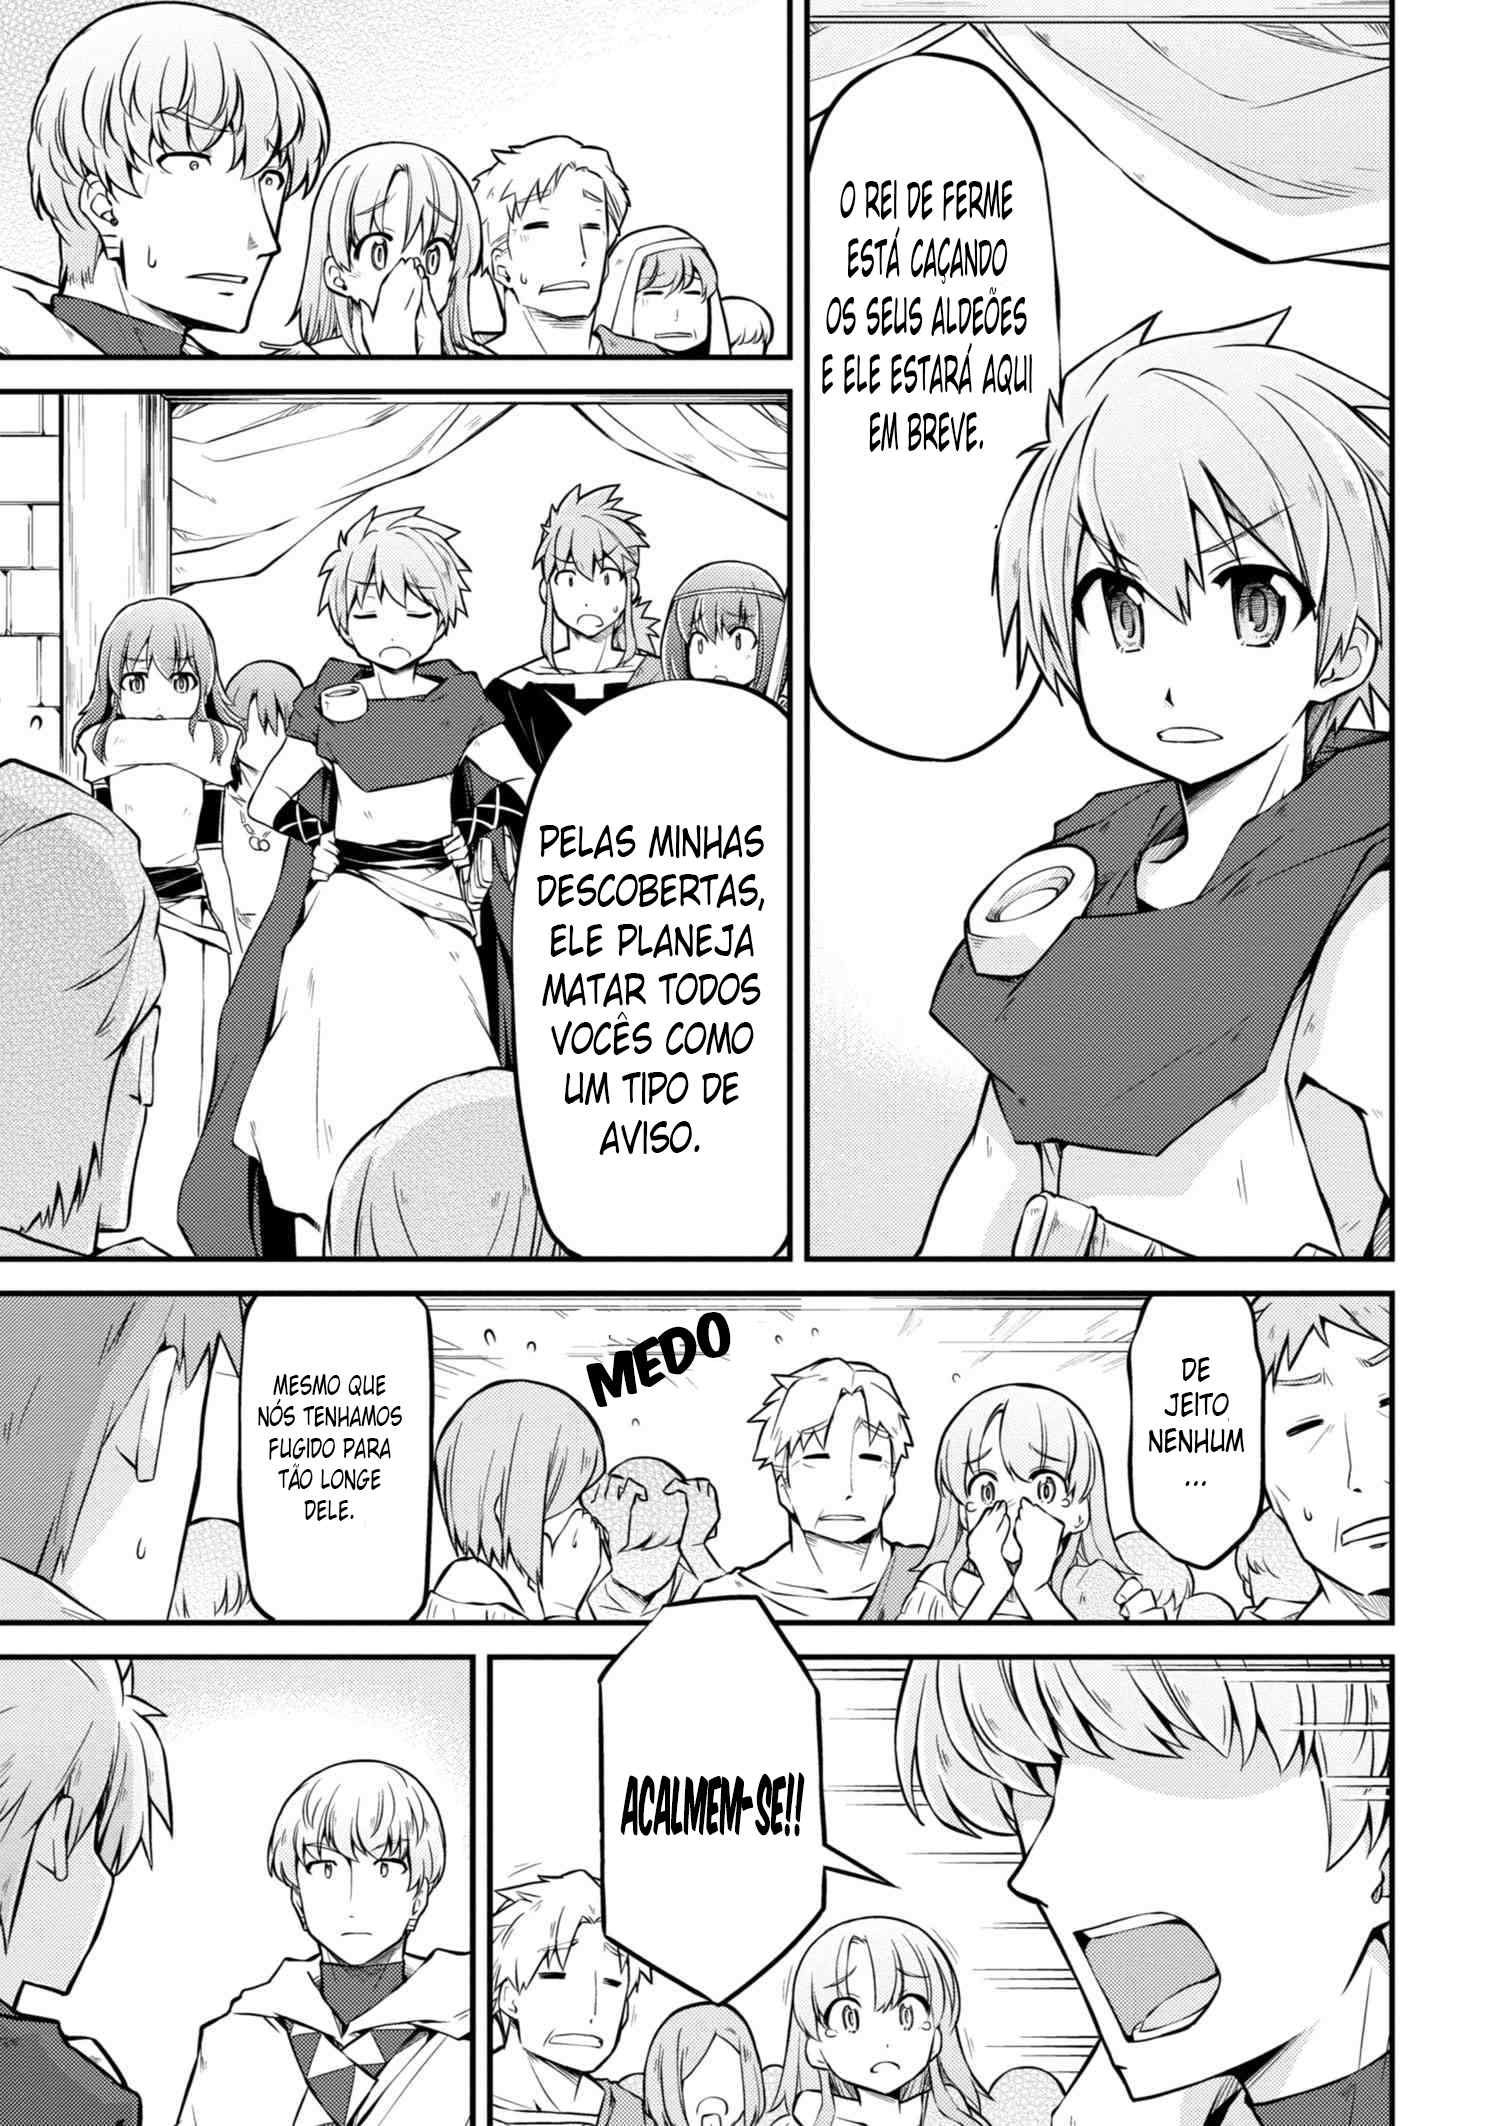 O REI DE FERME
ESTÁ CAÇANDO
OS SEUS ALDEÕES
E ELE ESTARÁ AQUI
EM BREVE.
PELAS MINHAS
DESCOBERTAS,
ELE PLANEJA
MATAR TODOS
VOCÊS COMO
UM TIPO DE
AVISO.
DE
JEITO
NENHUM
...
MEDO
MESMO QUE
NÓS TENHAMOS
FUGIDO PARA
TÃO LONGE
DELE.
ACALMEM-SE!!